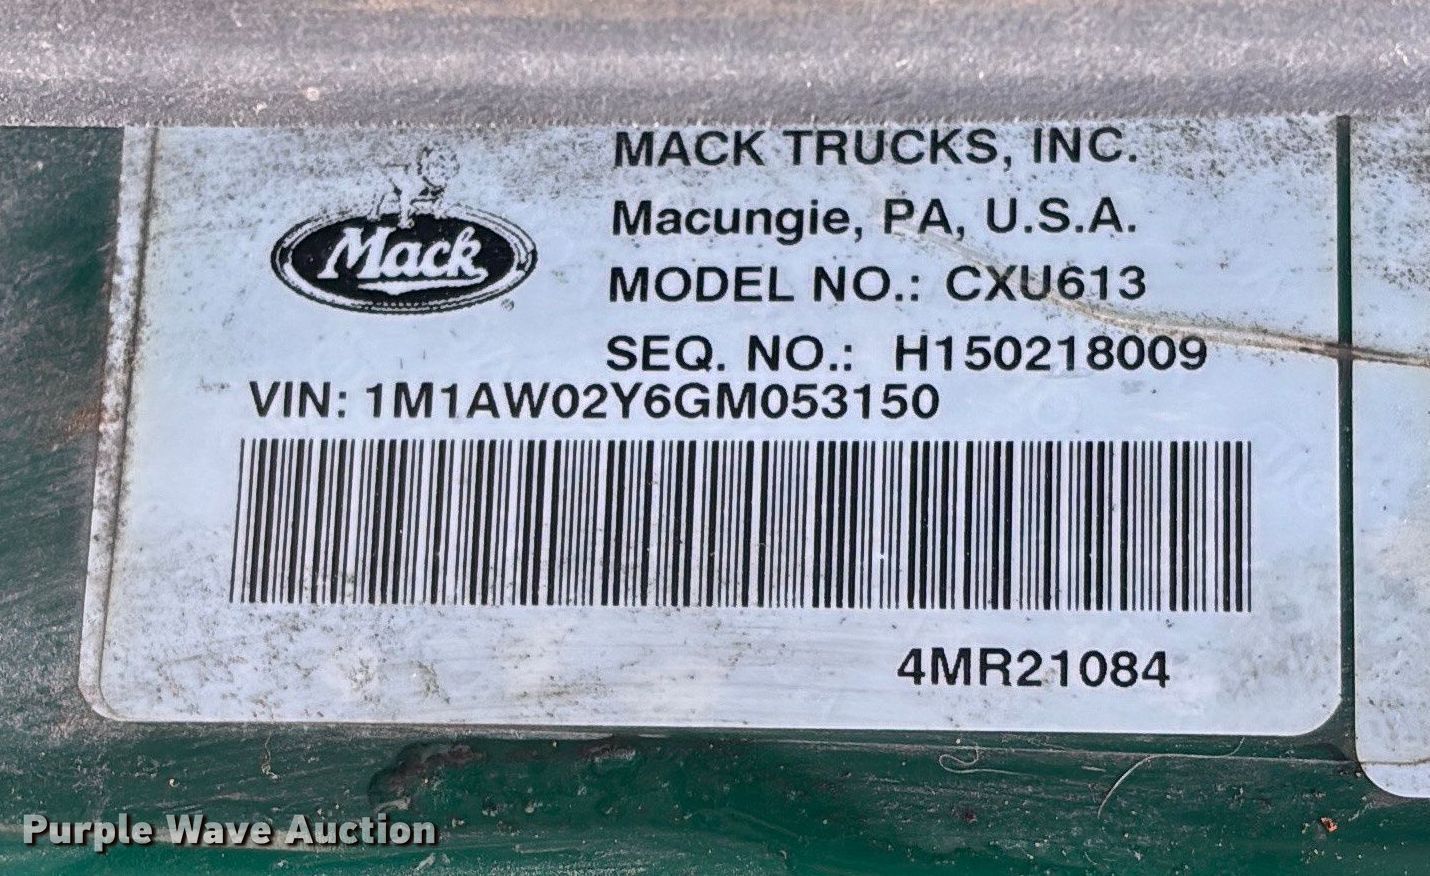 MACK TRUCKS, INC.
Macungie, PA, U.S.A.
Mack
®
MODEL NO.: CXU613
SEQ. NO.: H150218009
VIN: 1M1AW02Y6GM053150
4MR21084
Purple Wave Auction